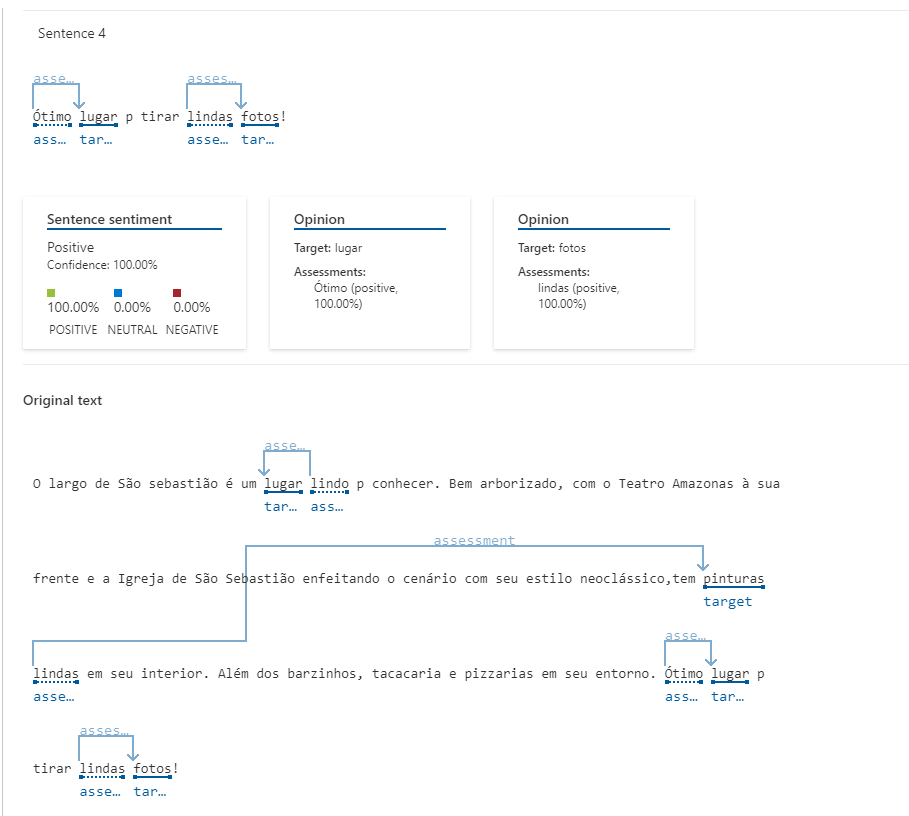 Sentence 4
asse... asses...
Ótimo lugar p tirar lindas fotos!
ass... tar... asse... tar...
Sentence sentiment
Positive
Confidence: 100.00%
100.00% 0.00% 0.00%
POSITIVE NEUTRAL NEGATIVE
Opinion
Target: lugar
Assessments:
Ótimo (positive,
100.00%)
Opinion
Target: fotos
Assessments:
lindas (positive,
100.00%)
Original text
asse...
O largo de São sebastião é um lugar lindo p conhecer. Bem arborizado, com o Teatro Amazonas à sua
tar... ass...
assessment
frente e a Igreja de São Sebastião enfeitando o cenário com seu estilo neoclássico,tem pinturas
target
asse...
lindas em seu interior. Além dos barzinhos, tacacaria e pizzarias em seu entorno. Ótimo lugar p
asse... ass... tar...
asses...
tirar lindas fotos!
asse... tar...